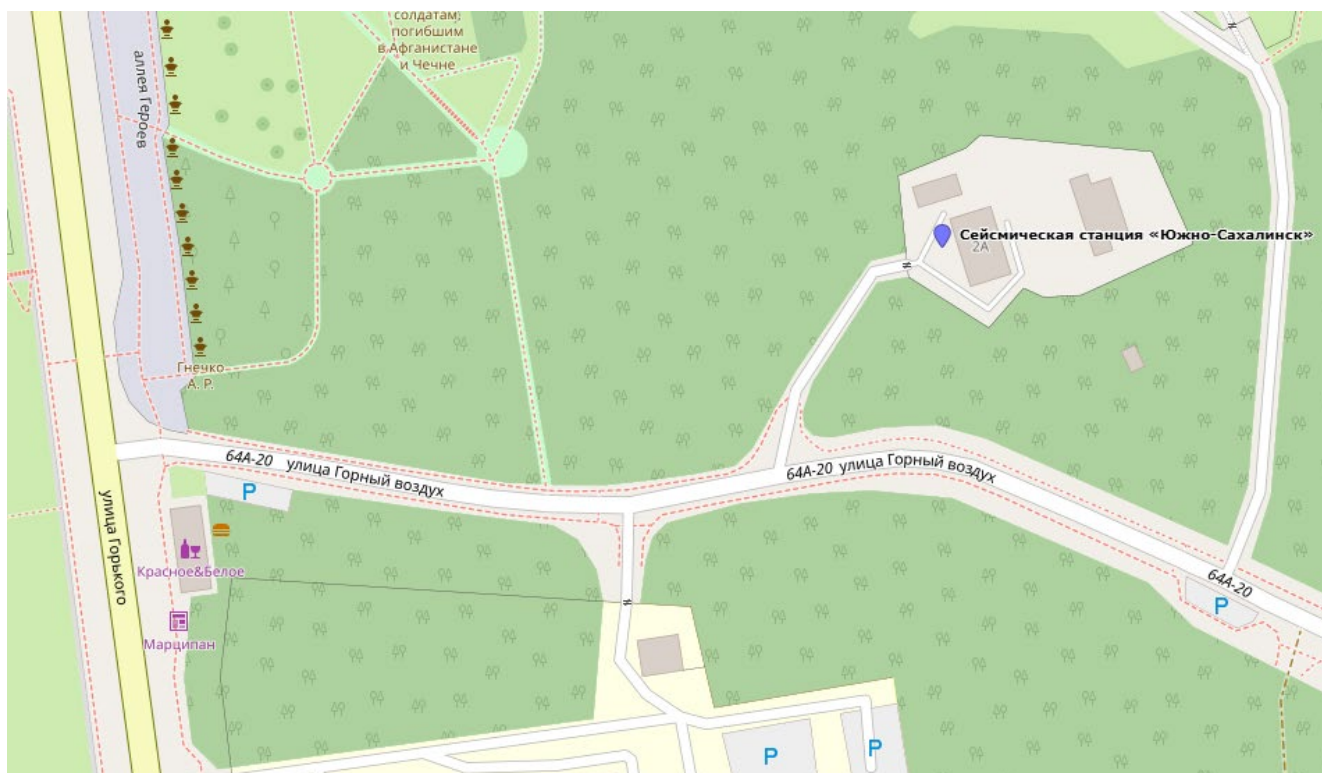 солдатам,
погибшим
в Афганистане
и Чечне
аллея Героев
Сейсмическая станция «Южно-Сахалинск»
2А
Гнечко
А. Р.
64А-20 улица Горный воздух
64А-20 улица Горный воздух
P
улица Горького
Красное&Белое
64А-20
P
Марципан
P
P